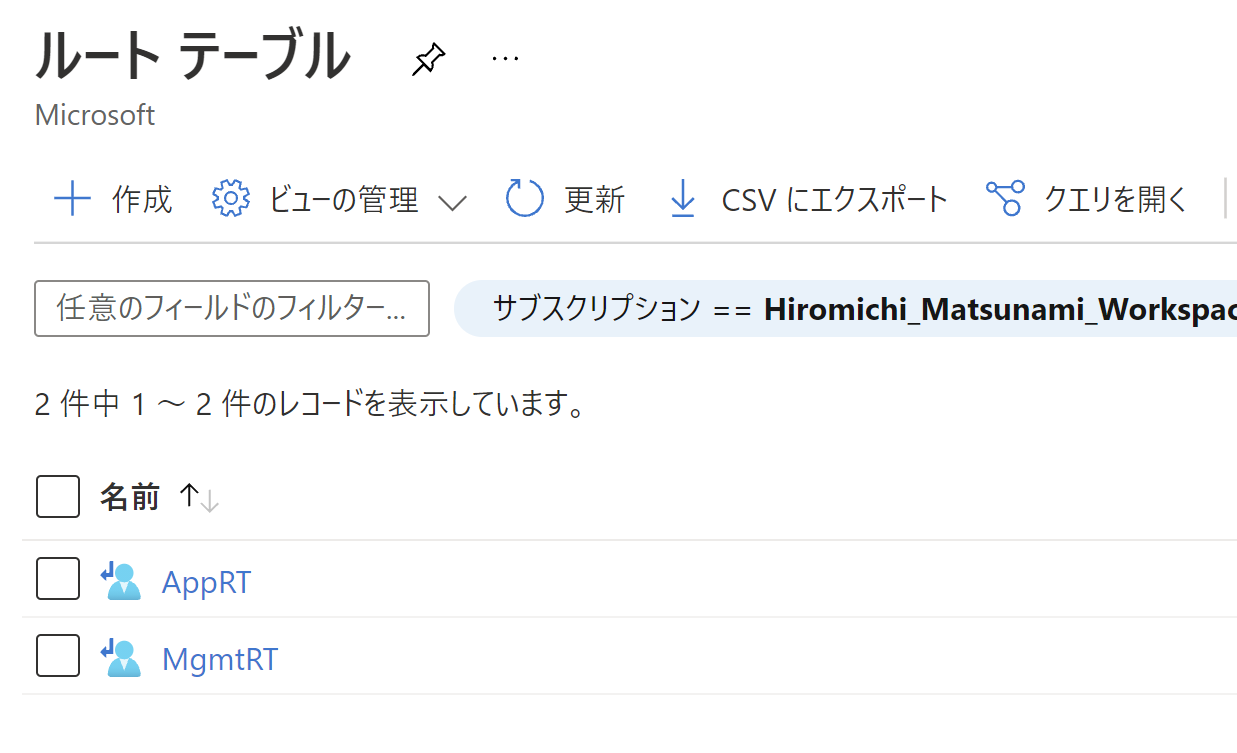 ルート テーブル ...
Microsoft
作成 ビューの管理 更新 CSV にエクスポート クエリを開く
任意のフィールドのフィルター... サブスクリプション == Hiromichi_Matsunami_Workspac
2 件中 1 ～ 2 件のレコードを表示しています。
名前 ↑↓
AppRT
MgmtRT